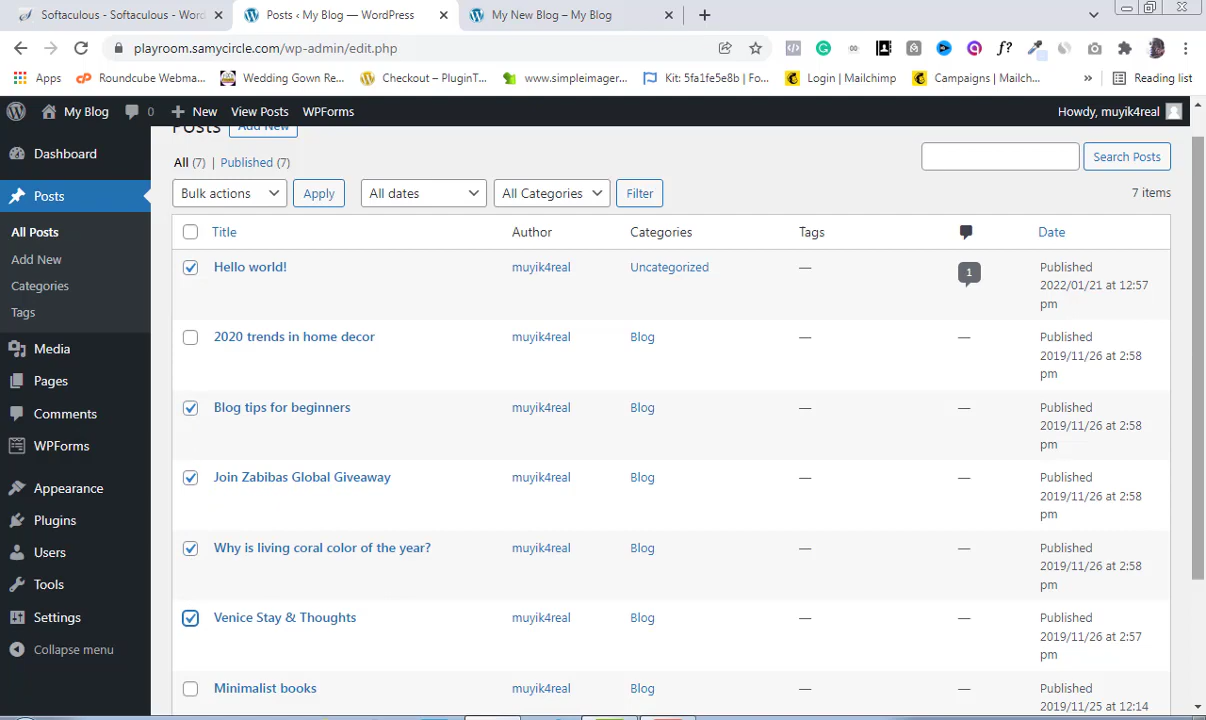 Softaculous - Softaculous - Word
Posts ‹ My Blog — WordPress
My New Blog – My Blog
playroom.samycircle.com/wp-admin/edit.php
Apps
Roundcube Webma...
Wedding Gown Re...
Checkout – PluginT...
www.simpleimager...
Kit: 5fa1fe5e8b | Fo...
Login | Mailchimp
Campaigns | Mailch...
»
Reading list
My Blog
0
New
View Posts
WPForms
Howdy, muyik4real
Dashboard
Posts
All Posts
Add New
Categories
Tags
Media
Pages
Comments
WPForms
Appearance
Plugins
Users
Tools
Settings
Collapse menu
Posts
Add New
All (7) | Published (7)
Search Posts
Bulk actions
Apply
All dates
All Categories
Filter
7 items
Title Author Categories Tags Date
Hello world! muyik4real Uncategorized — 1 Published
2022/01/21 at 12:57
pm
2020 trends in home decor muyik4real Blog — — Published
2019/11/26 at 2:58
pm
Blog tips for beginners muyik4real Blog — — Published
2019/11/26 at 2:58
pm
Join Zabibas Global Giveaway muyik4real Blog — — Published
2019/11/26 at 2:58
pm
Why is living coral color of the year? muyik4real Blog — — Published
2019/11/26 at 2:58
pm
Venice Stay & Thoughts muyik4real Blog — — Published
2019/11/26 at 2:57
pm
Minimalist books muyik4real Blog — — Published
2019/11/25 at 12:14